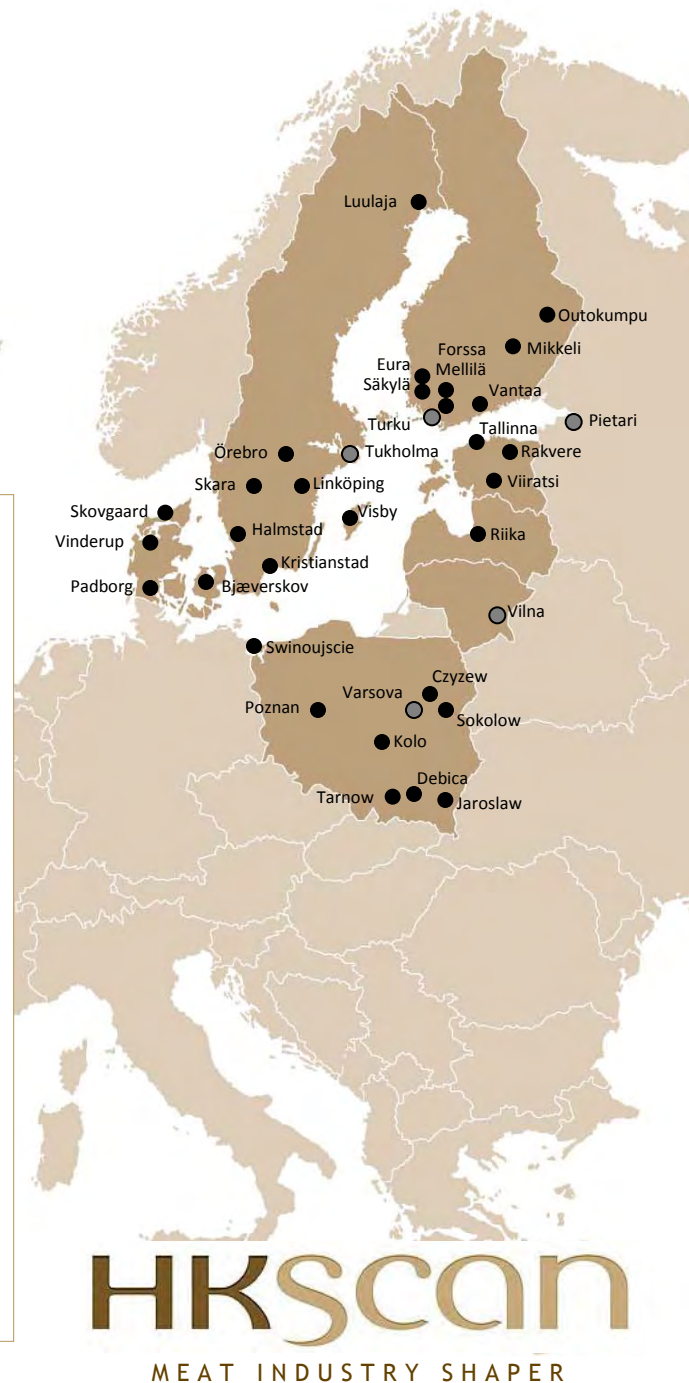 Luulaja
Outokumpu
Forssa
Mikkeli
Eura
Mellilä
Säkylä
Vantaa
Turku
Pietari
Tallinna
Örebro
Tukholma
Rakvere
Skara
Linköping
Viiratsi
Skovgaard
Visby
Halmstad
Riika
Vinderup
Kristianstad
Padborg
Bjæverskov
Vilna
Swinoujscie
Czyzew
Varsova
Poznan
Sokolow
Kolo
Debica
Tarnow
Jaroslaw
HKSCAN
MEAT INDUSTRY SHAPER